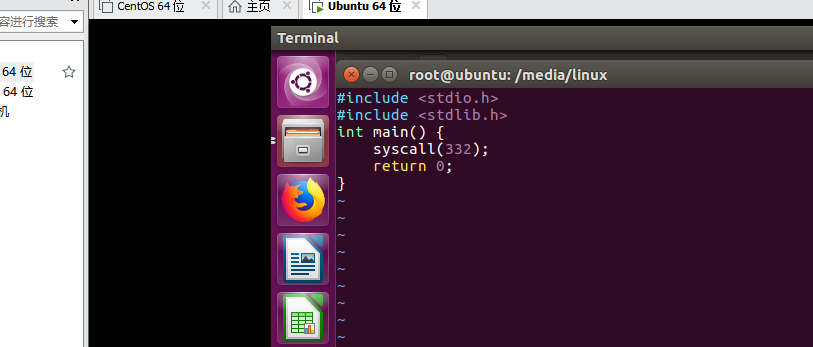 CentOS 64 位
主页
Ubuntu 64 位
容进行搜索
64 位
64 位
机
Terminal
root@ubuntu: /media/linux
#include <stdio.h>
#include <stdlib.h>
int main() {
    syscall(332);
    return 0;
}
~
~
~
~
~
~
~
~
~